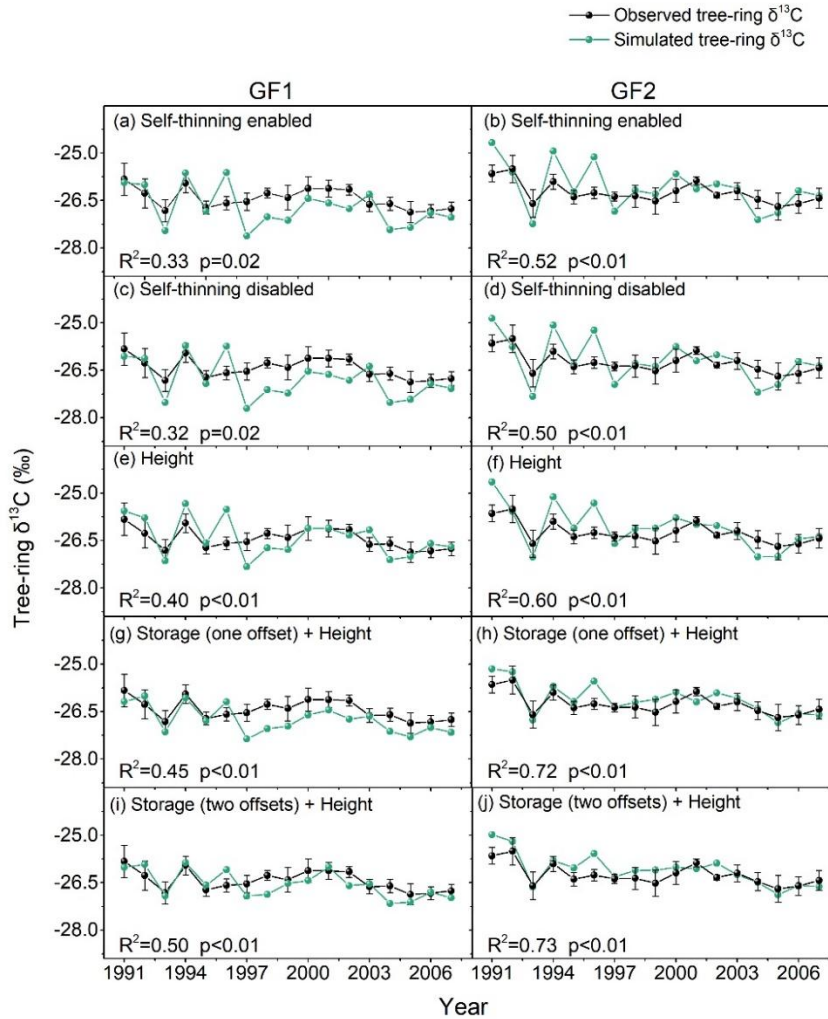 Observed tree-ring δ¹³C
Simulated tree-ring δ¹³C
GF1 GF2
(a) Self-thinning enabled (b) Self-thinning enabled
-25.0
-26.5
-28.0
R²=0.33 p=0.02 R²=0.52 p<0.01
(c) Self-thinning disabled (d) Self-thinning disabled
-25.0
-26.5
-28.0
R²=0.32 p=0.02 R²=0.50 p<0.01
(e) Height (f) Height
-25.0
-26.5
-28.0
R²=0.40 p<0.01 R²=0.60 p<0.01
(g) Storage (one offset) + Height (h) Storage (one offset) + Height
-25.0
-26.5
-28.0
R²=0.45 p<0.01 R²=0.72 p<0.01
(i) Storage (two offsets) + Height (j) Storage (two offsets) + Height
-25.0
-26.5
-28.0
R²=0.50 p<0.01 R²=0.73 p<0.01
1991 1994 1997 2000 2003 2006 1991 1994 1997 2000 2003 2006
Year
Tree-ring δ¹³C (‰)